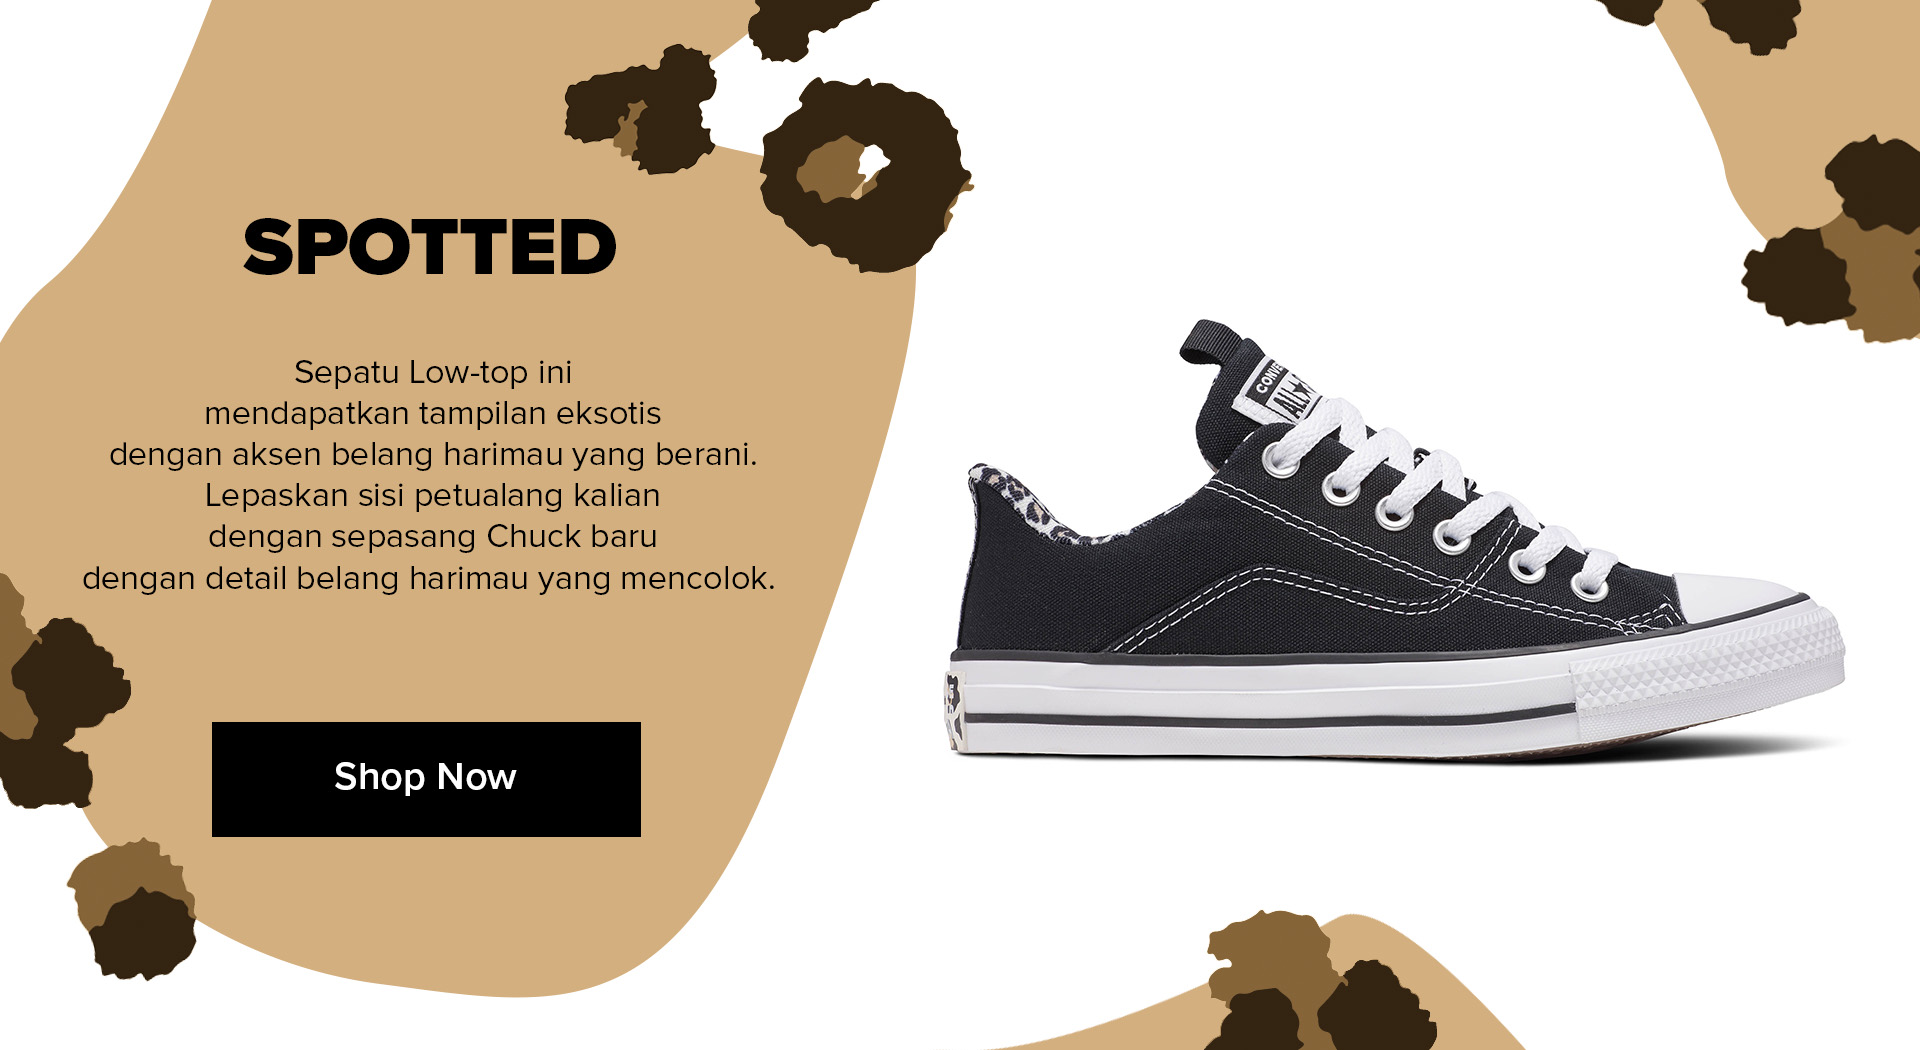 SPOTTED
Sepatu Low-top ini
mendapatkan tampilan eksotis
dengan aksen belang harimau yang berani.
Lepaskan sisi petualang kalian
dengan sepasang Chuck baru
dengan detail belang harimau yang mencolok.
Shop Now
ALL